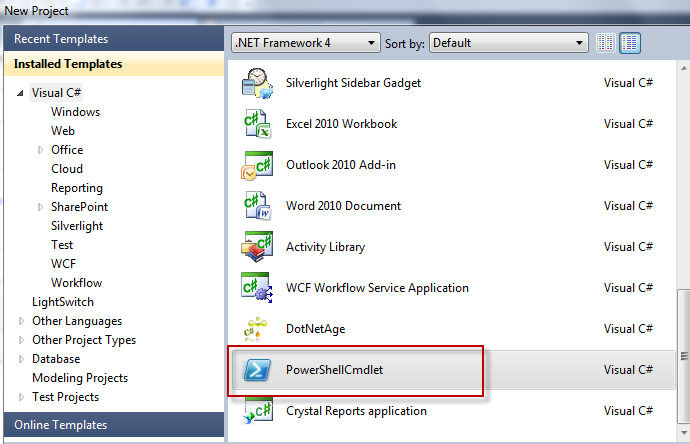 New Project
Recent Templates
Installed Templates
Visual C#
Windows
Web
Office
Cloud
Reporting
SharePoint
Silverlight
Test
WCF
Workflow
LightSwitch
Other Languages
Other Project Types
Database
Modeling Projects
Test Projects
Online Templates
.NET Framework 4 Sort by: Default
Silverlight Sidebar Gadget Visual C#
Excel 2010 Workbook Visual C#
Outlook 2010 Add-in Visual C#
Word 2010 Document Visual C#
Activity Library Visual C#
WCF Workflow Service Application Visual C#
DotNetAge Visual C#
PowerShellCmdlet Visual C#
Crystal Reports application Visual C#